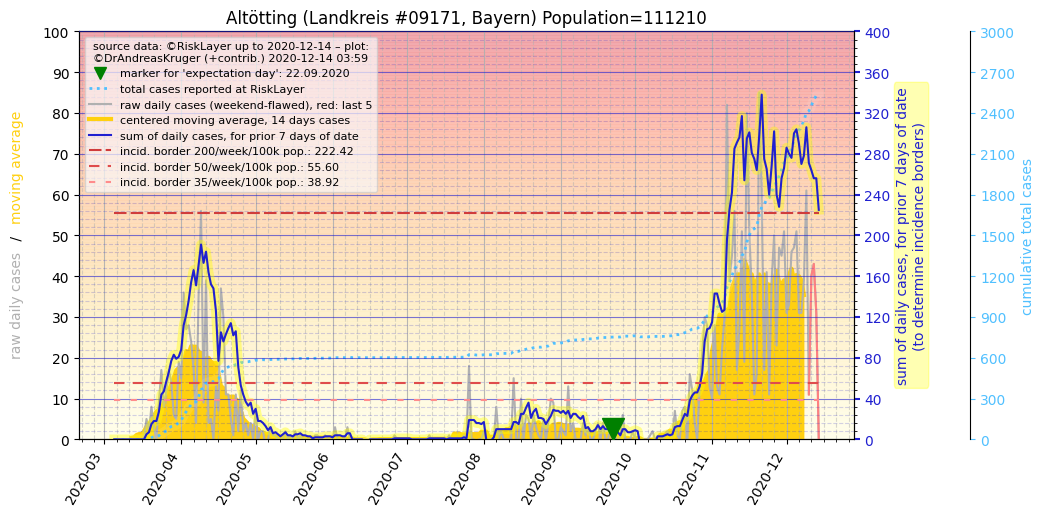 Altötting (Landkreis #09171, Bayern) Population=111210
source data: ©RiskLayer up to 2020-12-14 – plot:
©DrAndreasKruger (+contrib.) 2020-12-14 03:59
marker for 'expectation day': 22.09.2020
total cases reported at RiskLayer
raw daily cases (weekend-flawed), red: last 5
centered moving average, 14 days cases
sum of daily cases, for prior 7 days of date
incid. border 200/week/100k pop.: 222.42
incid. border 50/week/100k pop.: 55.60
incid. border 35/week/100k pop.: 38.92
raw daily cases / moving average
100
90
80
70
60
50
40
30
20
10
0
2020-03
2020-04
2020-05
2020-06
2020-07
2020-08
2020-09
2020-10
2020-11
2020-12
400
360
320
280
240
200
160
120
80
40
0
sum of daily cases, for prior 7 days of date
(to determine incidence borders)
3000
2700
2400
2100
1800
1500
1200
900
600
300
0
cumulative total cases